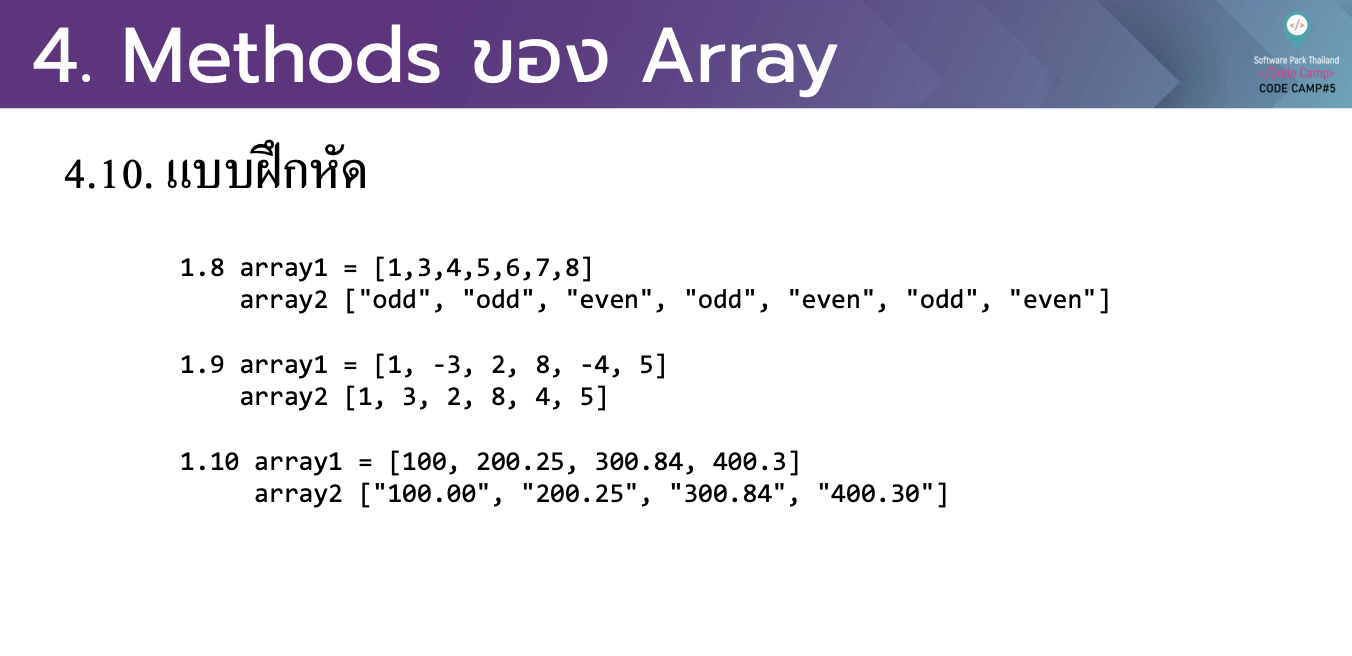 4. Methods ของ Array
</>
Software Park Thailand
</Code Camp>
CODE CAMP#5
4.10. แบบฝึกหัด
1.8 array1 = [1,3,4,5,6,7,8]
array2 ["odd", "odd", "even", "odd", "even", "odd", "even"]
1.9 array1 = [1, -3, 2, 8, -4, 5]
array2 [1, 3, 2, 8, 4, 5]
1.10 array1 = [100, 200.25, 300.84, 400.3]
array2 ["100.00", "200.25", "300.84", "400.30"]